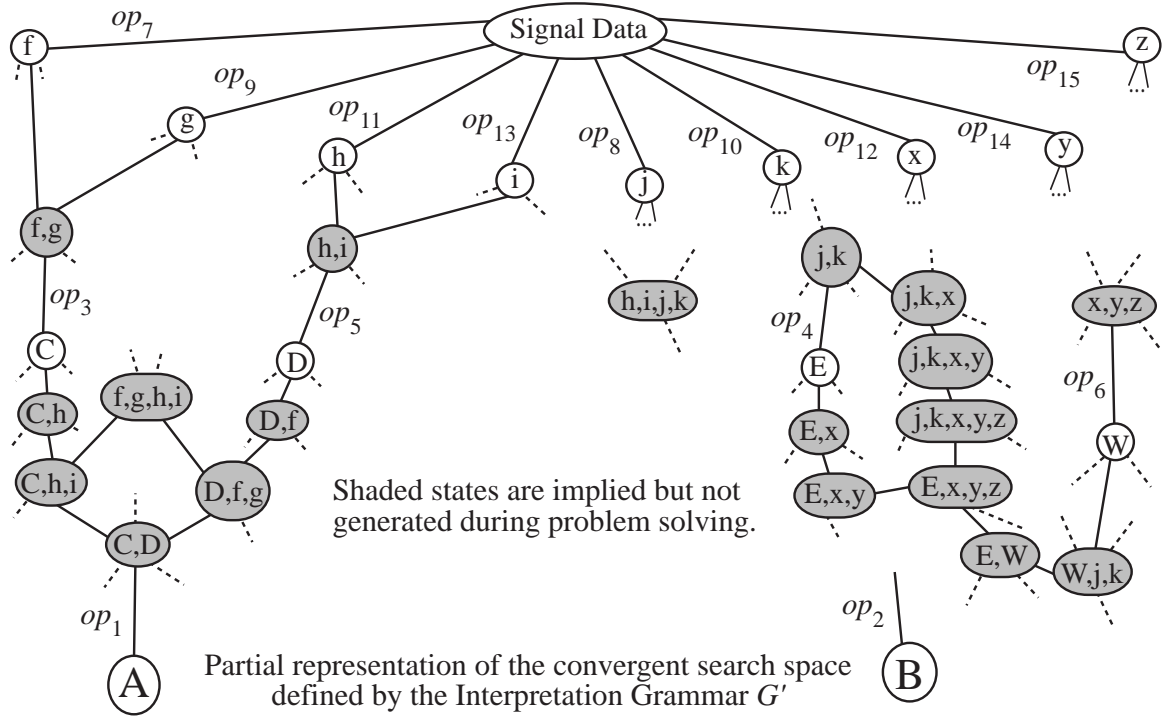 Signal Data
op7
f
z
op9
op15
g
op11
op13
op8
op10
op12
op14
h
i
j
k
x
y
f,g
h,i
j,k
h,i,j,k
j,k,x
x,y,z
op3
op5
op4
C
D
E
j,k,x,y
op6
C,h
f,g,h,i
D,f
E,x
j,k,x,y,z
W
C,h,i
D,f,g
E,x,y
E,x,y,z
Shaded states are implied but not
generated during problem solving.
C,D
E,W
W,j,k
op1
op2
A
B
Partial representation of the convergent search space
defined by the Interpretation Grammar G'